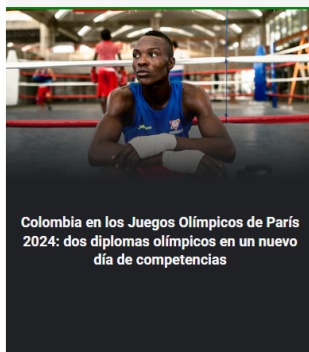 Colombia en los Juegos Olímpicos de París
2024: dos diplomas olímpicos en un nuevo
día de competencias